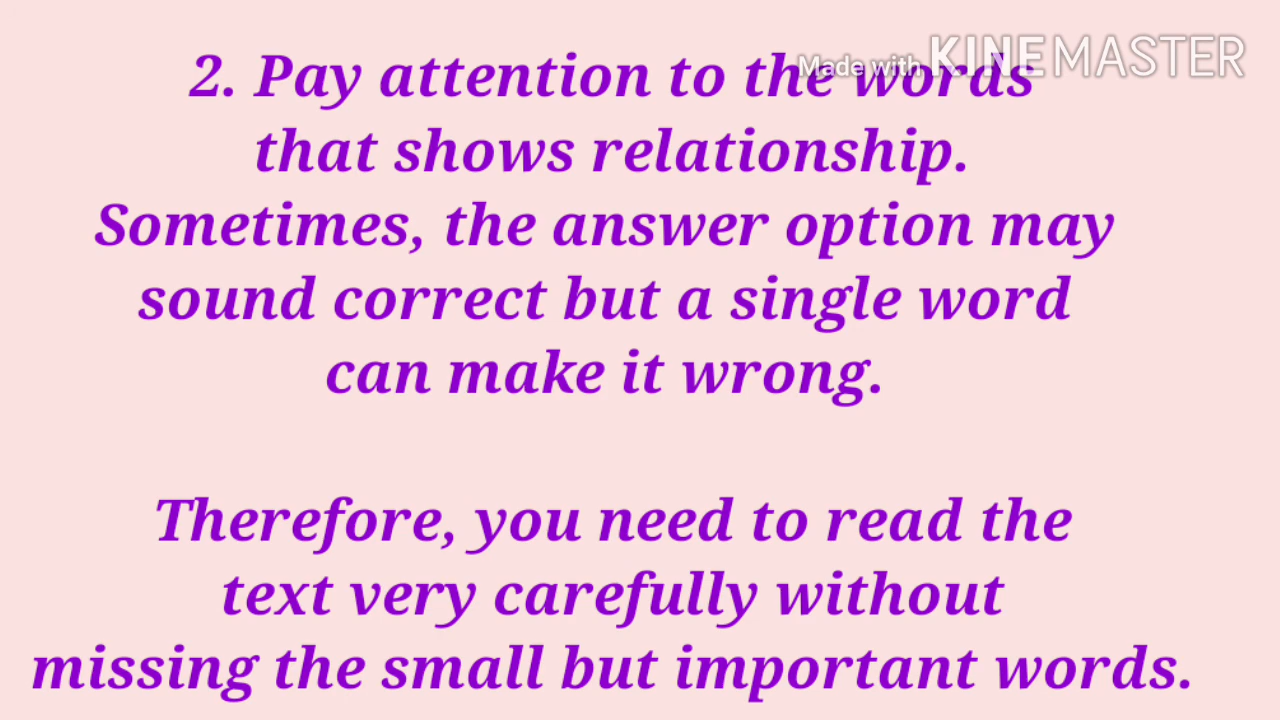 Made with KINEMASTER
2. Pay attention to the words
that shows relationship.
Sometimes, the answer option may
sound correct but a single word
can make it wrong.
Therefore, you need to read the
text very carefully without
missing the small but important words.